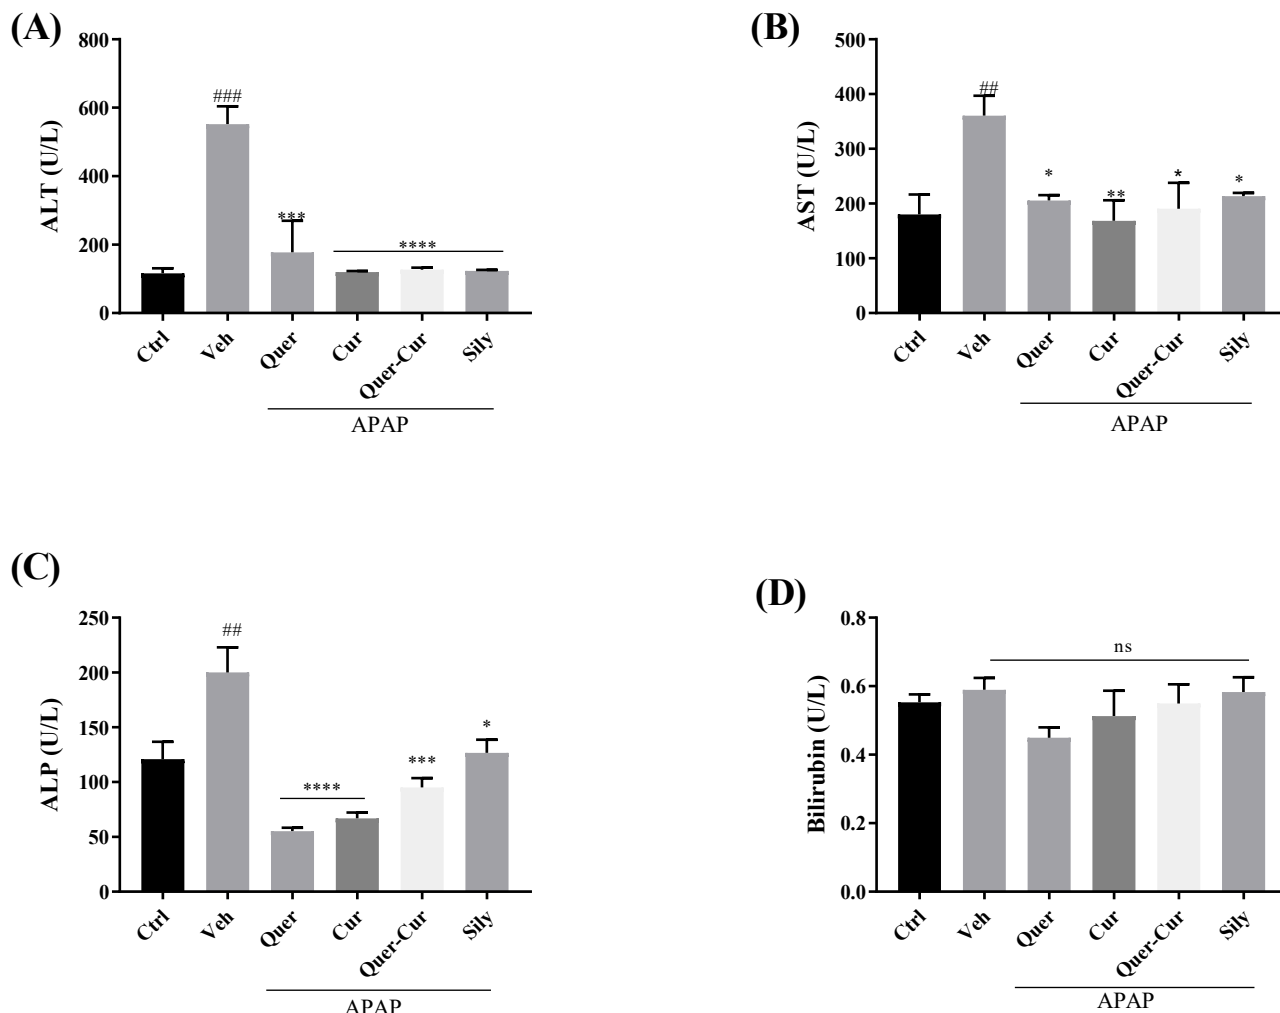 (A)
ALT (U/L)
800
600
400
200
0
###
***
****
Ctrl
Veh
Quer
Cur
Quer-Cur
Sily
APAP
(B)
AST (U/L)
500
400
300
200
100
0
##
*
**
*
*
Ctrl
Veh
Quer
Cur
Quer-Cur
Sily
APAP
(C)
ALP (U/L)
250
200
150
100
50
0
##
****
***
*
Ctrl
Veh
Quer
Cur
Quer-Cur
Sily
APAP
(D)
Bilirubin (U/L)
0.8
0.6
0.4
0.2
0.0
ns
Ctrl
Veh
Quer
Cur
Quer-Cur
Sily
APAP